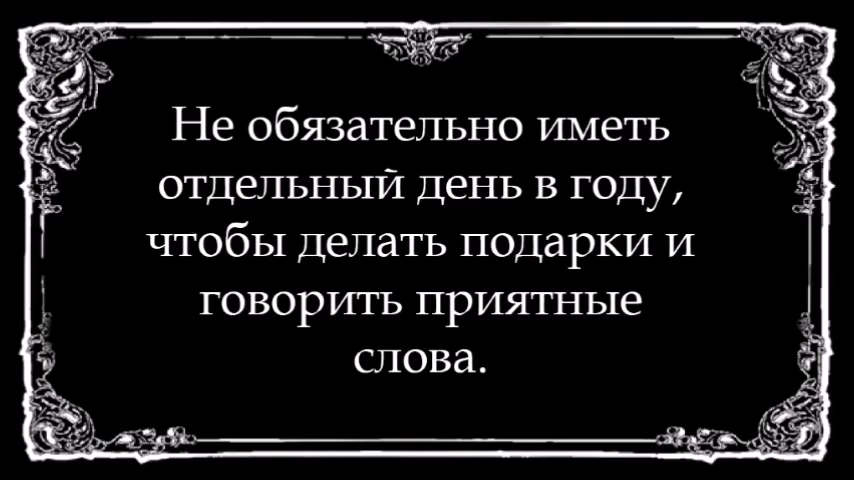 Не обязательно иметь
отдельный день в году,
чтобы делать подарки и
говорить приятные
слова.